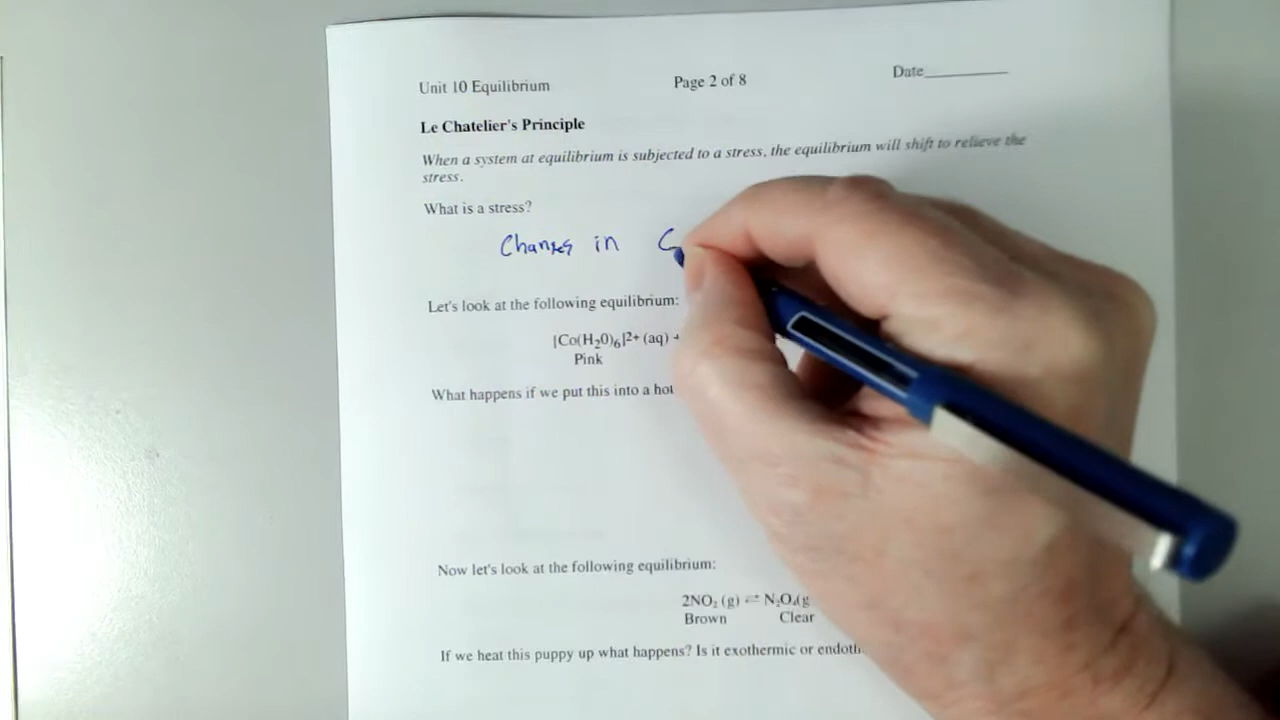 Unit 10 Equilibrium Page 2 of 8 Date__________
Le Chatelier's Principle
When a system at equilibrium is subjected to a stress, the equilibrium will shift to relieve the
stress.
What is a stress?
Changes in C
Let's look at the following equilibrium:
[Co(H₂0)₆]²⁺ (aq) +
Pink
What happens if we put this into a hot
Now let's look at the following equilibrium:
2NO₂ (g) ⇌ N₂O₄(g
Brown Clear
If we heat this puppy up what happens? Is it exothermic or